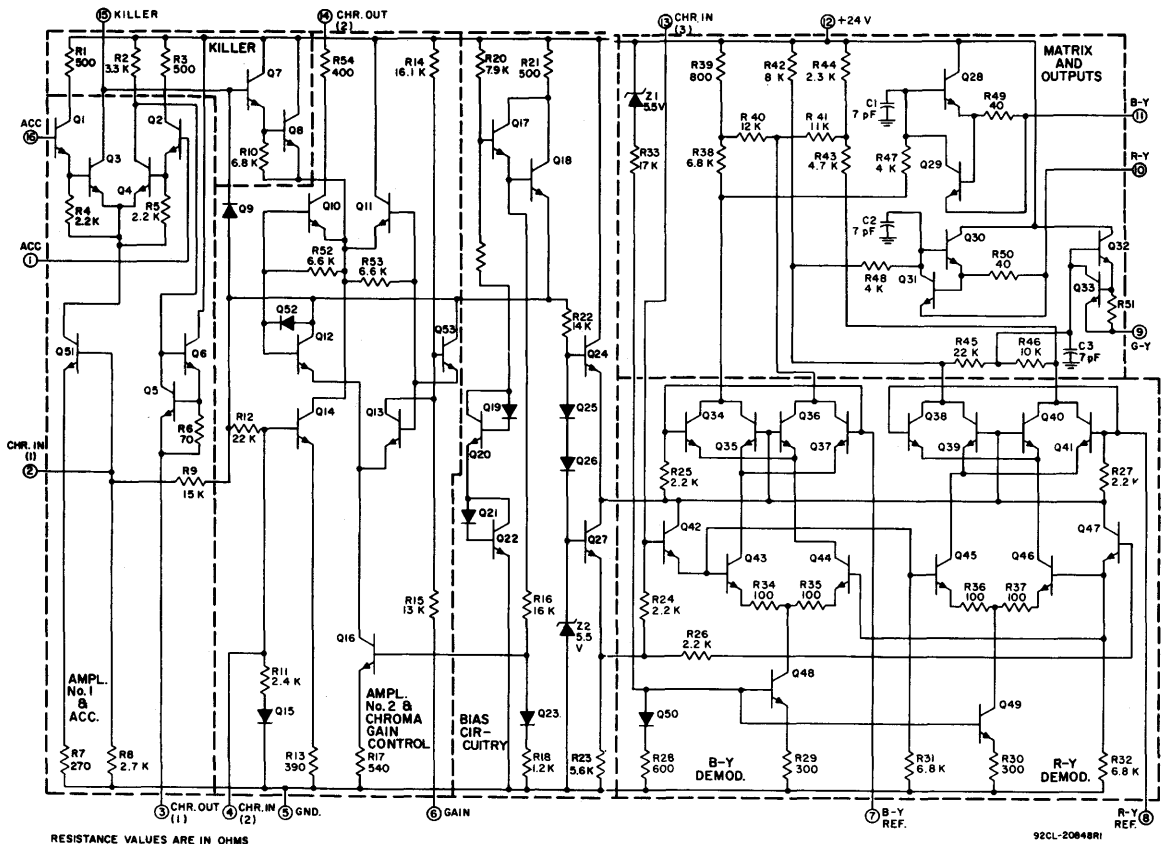 15 KILLER
14 CHR. OUT
(2)
13 CHR. IN
(3)
12 +24 V
R1
500
R2
3.3 K
R3
500
KILLER
Q7
R54
400
R14
16.1 K
R20
7.9K
R21
500
R39
800
R42
8 K
R44
2.3 K
MATRIX
AND
OUTPUTS
Q28
ACC
16
Q1
Q2
Q3
Q4
Q8
R10
6.8 K
Q17
Q18
Z1
5.5V
C1
7 pF
R49
40
B-Y
11
R 40
12 K
R 41
11K
R33
17 K
R38
6.8 K
R43
4.7 K
R47
4 K
Q29
R-Y
10
R4
2.2K
R5
2.2 K
Q9
Q10
Q11
C2
7 pF
Q30
Q32
ACC
1
R52
6.6 K
R53
6.6 K
R48
4 K
Q31
R50
40
Q33
R51
Q52
Q12
Q53
R22
14K
Q24
9
G-Y
Q51
Q6
Q5
R45
22 K
R46
10 K
C3
7pF
R6
70
R12
22 K
Q14
Q13
Q19
Q20
Q25
Q26
Q34
Q35
Q36
Q37
Q38
Q39
Q40
Q41
CHR. IN
(1)
2
R9
15 K
R25
2.2 K
R27
2.2 K
Q21
Q22
Q27
Q42
Q43
Q44
Q45
Q46
Q47
R34
100
R35
100
R36
100
R37
100
R15
13 K
R16
16 K
R24
2.2 K
Z2
5.5
V
R26
2.2 K
Q16
R11
2.4 K
Q15
AMPL.
No. 1
&
ACC.
AMPL.
No. 2 &
CHROMA
GAIN
CONTROL
BIAS
CIR-
CUITRY
Q23
Q50
Q48
Q49
R7
270
R8
2.7 K
R13
390
R17
540
R18
1.2K
R23
5.6K
R28
600
B-Y
DEMOD.
R29
300
R31
6.8 K
R30
300
R-Y
DEMOD.
R32
6.8 K
3 CHR. OUT
(1)
4 CHR. IN
(2)
5 GND.
6 GAIN
7 B-Y
REF.
R-Y
REF. 8
RESISTANCE VALUES ARE IN OHMS
92CL-20848R1